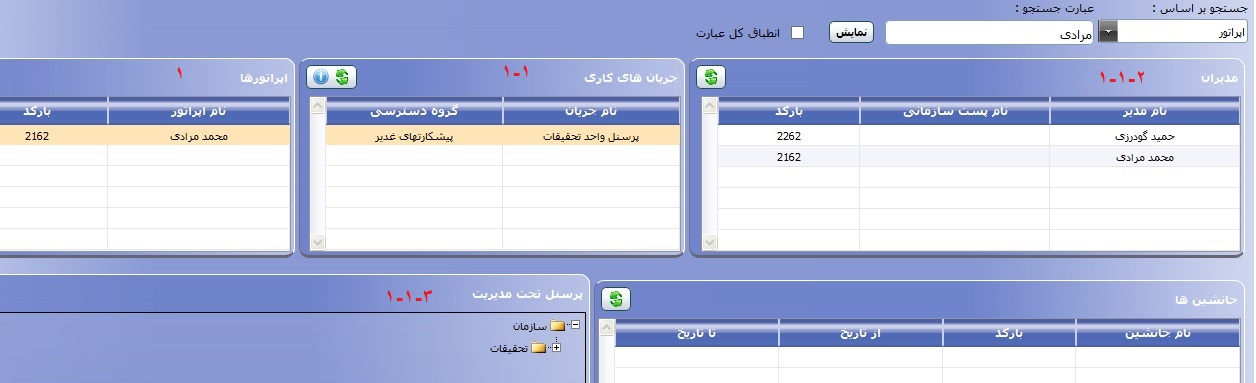 جستجو بر اساس :
عبارت جستجو :
اپراتور
مرادی
نمایش
انطباق کل عبارت
مدیران
۱-۱-۲
نام مدیر
نام پست سازمانی
بارکد
حمید گودرزی
2262
محمد مرادی
2162
جریان های کاری
۱-۱
نام جریان
گروه دسترسی
پرسنل واحد تحقیقات
پیشکارتهای غدیر
اپراتورها
۱
نام اپراتور
بارکد
محمد مرادی
2162
جانشین ها
نام جانشین
بارکد
از تاریخ
تا تاریخ
پرسنل تحت مدیریت
۱-۱-۳
سازمان
تحقیقات